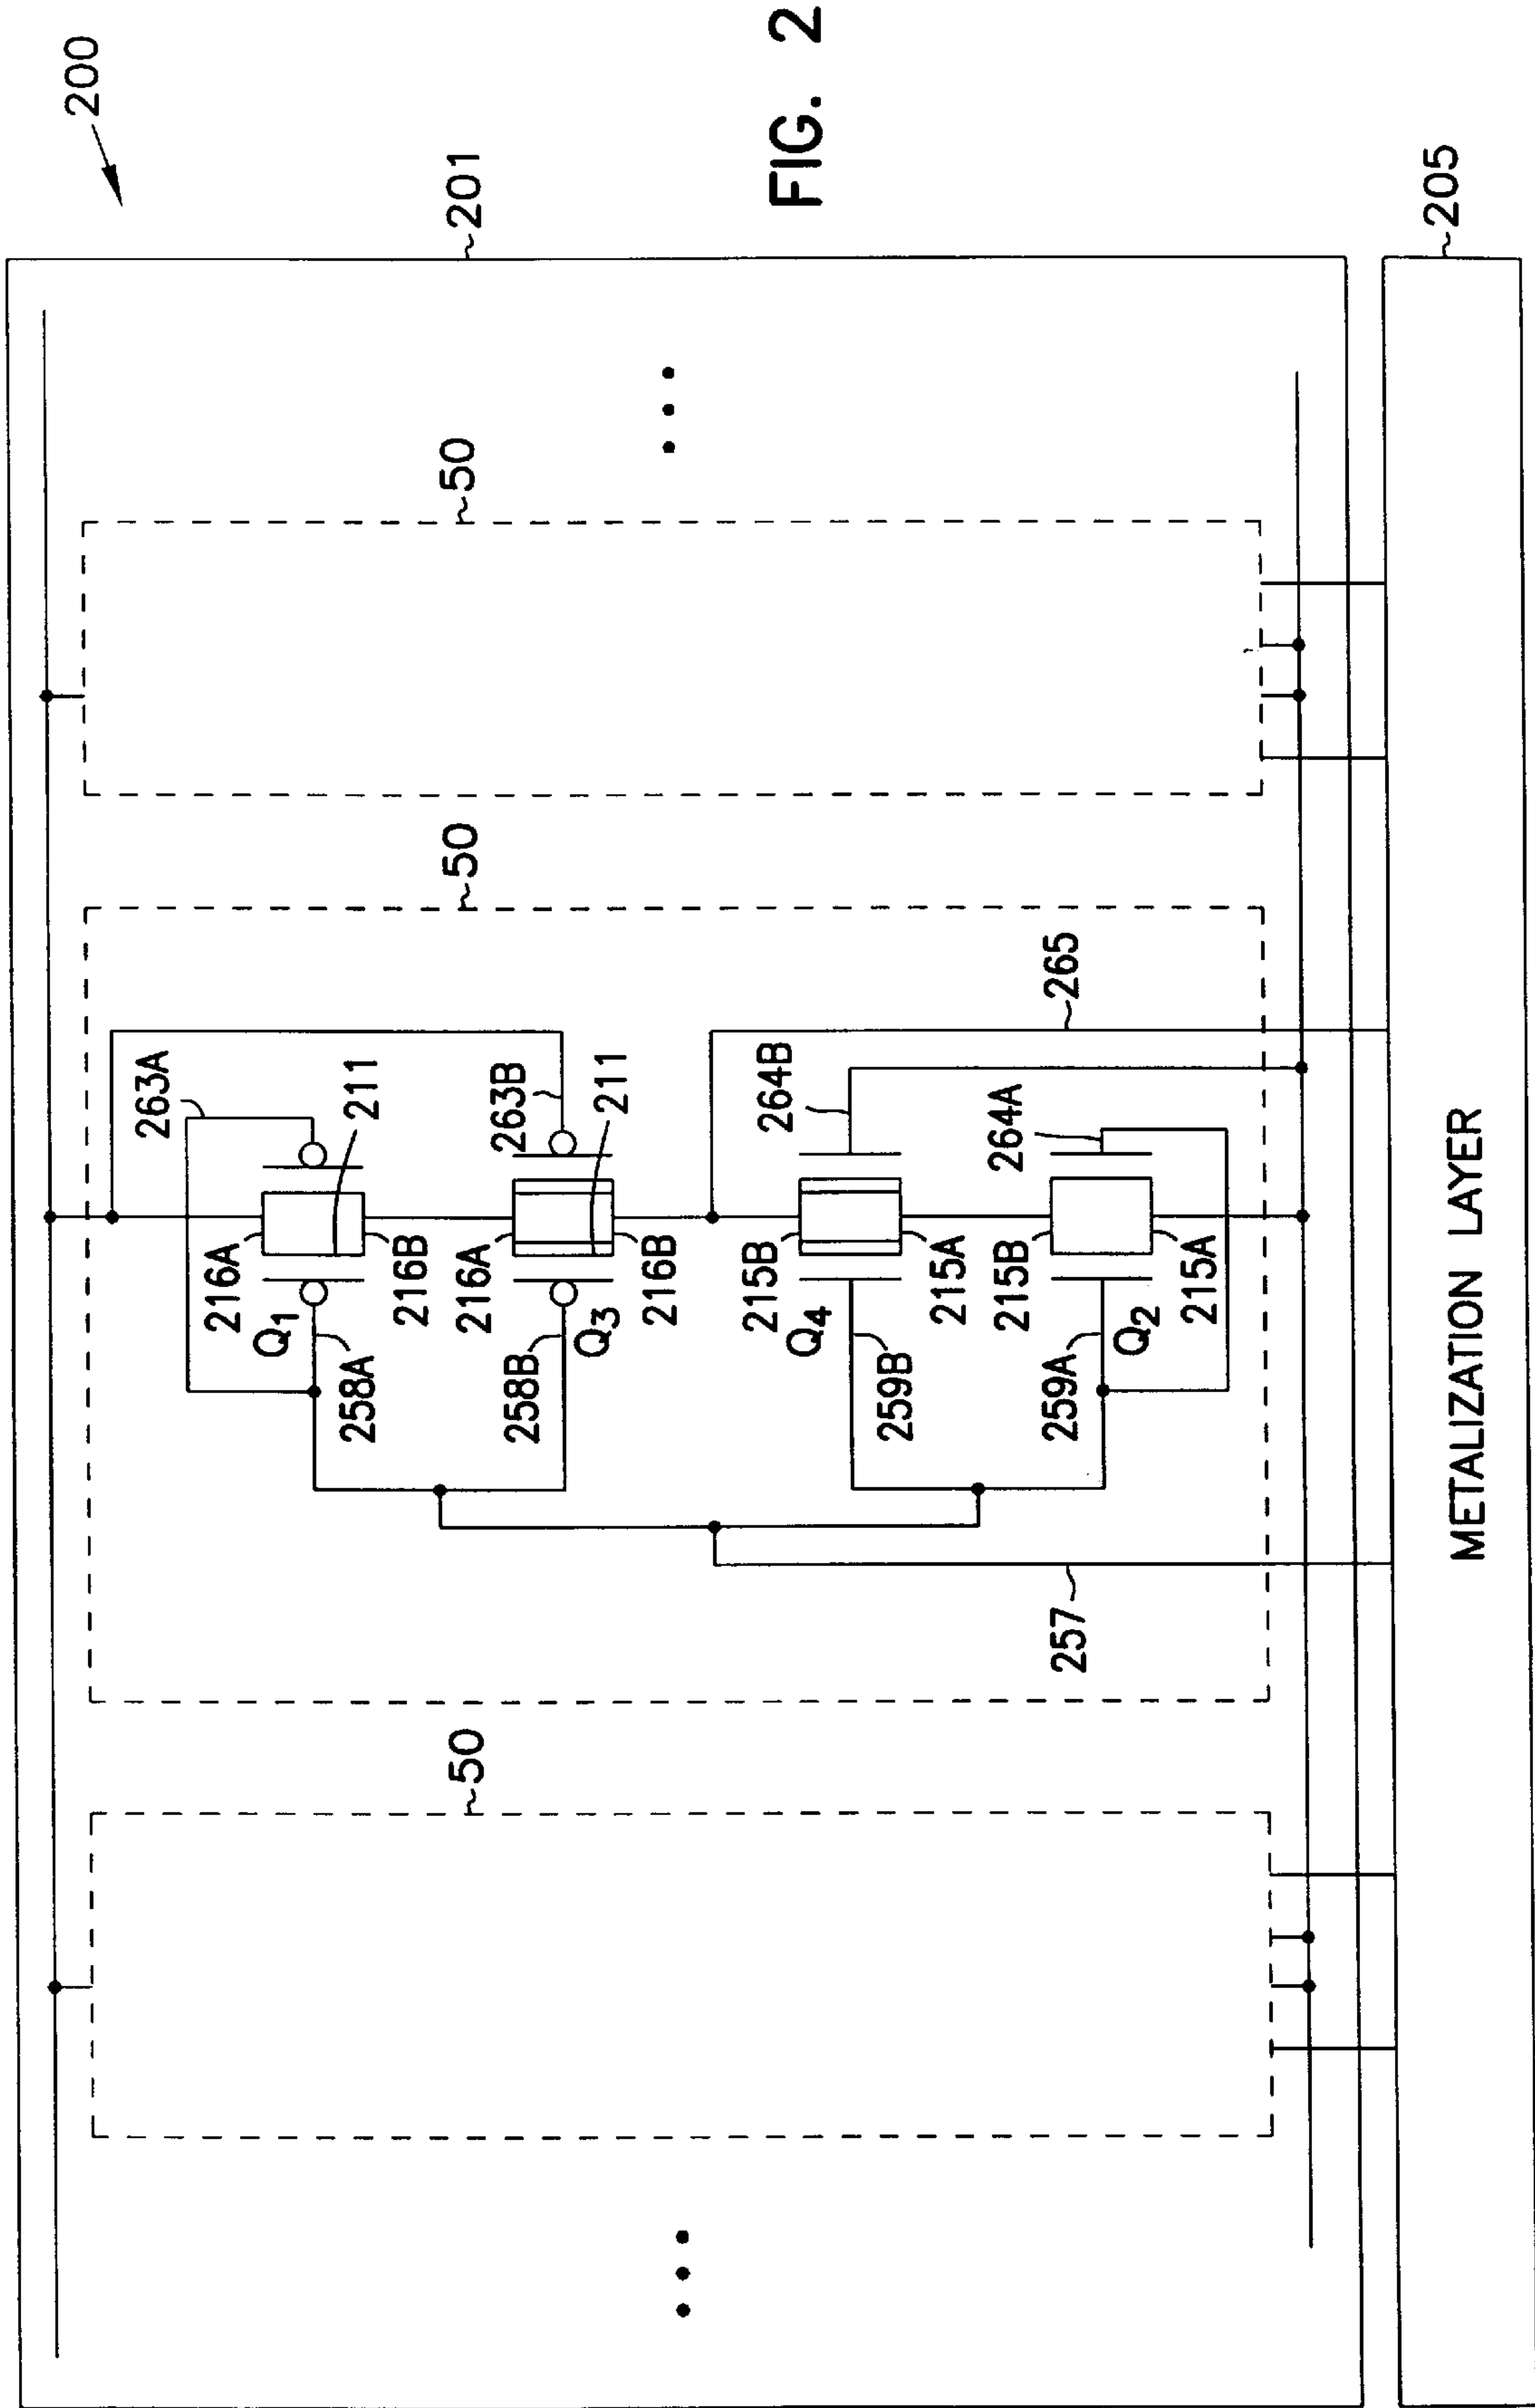 200
201
50
50
50
263A
211
216A
Q1
258A
216B
263B
211
216A
258B
Q3
216B
265
264B
215B
Q4
259B
215A
264A
215B
259A
Q2
215A
257
205
METALIZATION LAYER
FIG. 2